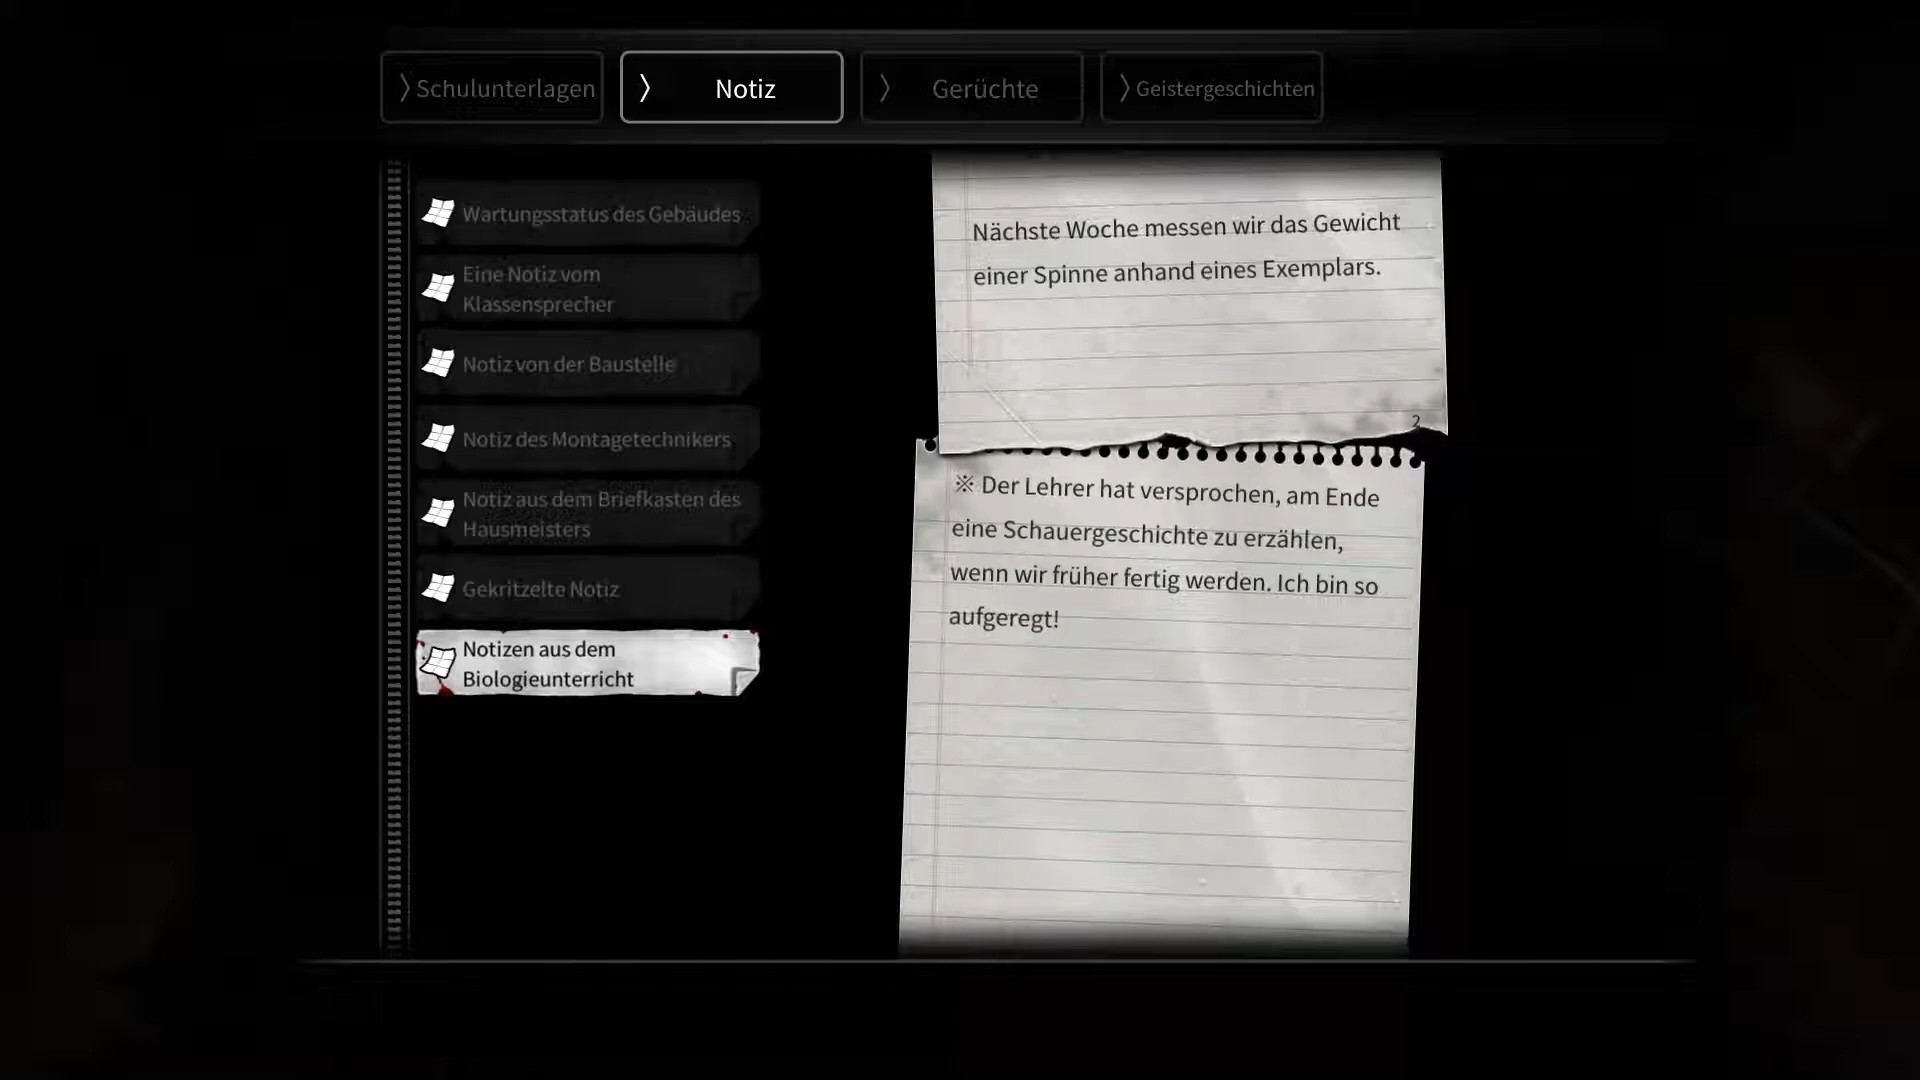 Schulunterlagen
Notiz
Gerüchte
Geistergeschichten
Wartungsstatus des Gebäudes
Eine Notiz vom
Klassensprecher
Notiz von der Baustelle
Notiz des Montagetechnikers
Notiz aus dem Briefkasten des
Hausmeisters
Gekritzelte Notiz
Notizen aus dem
Biologieunterricht
Nächste Woche messen wir das Gewicht
einer Spinne anhand eines Exemplars.
2
※ Der Lehrer hat versprochen, am Ende
eine Schauergeschichte zu erzählen,
wenn wir früher fertig werden. Ich bin so
aufgeregt!